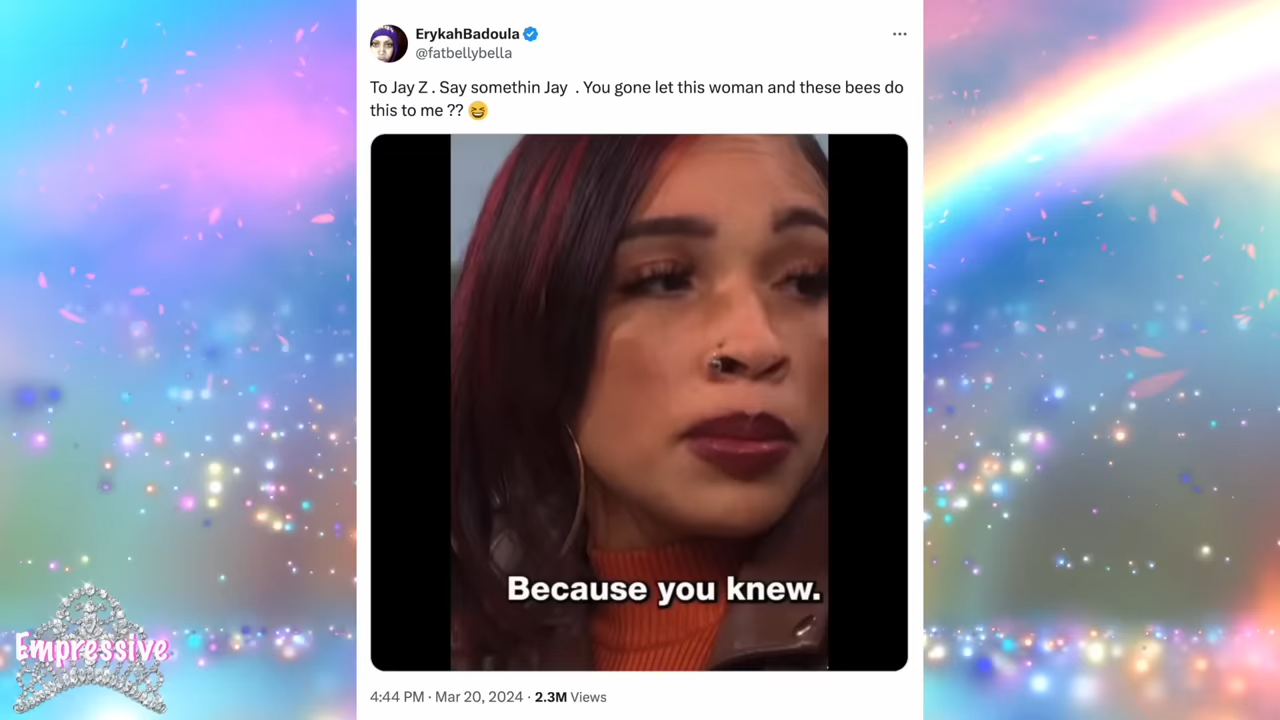 ErykahBadoula
@fatbellybella
To Jay Z . Say somethin Jay  . You gone let this woman and these bees do
this to me ?? 😆
Because you knew.
4:44 PM · Mar 20, 2024 · 2.3M Views
Empressive